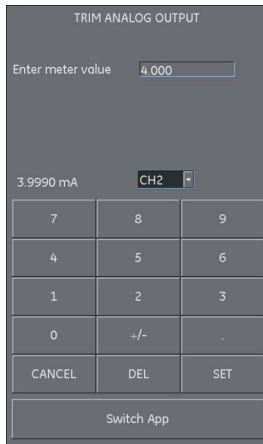 TRIM ANALOG OUTPUT
Enter meter value 4.000
3.9990 mA CH2
7 8 9
4 5 6
1 2 3
0 +/- .
CANCEL DEL SET
Switch App